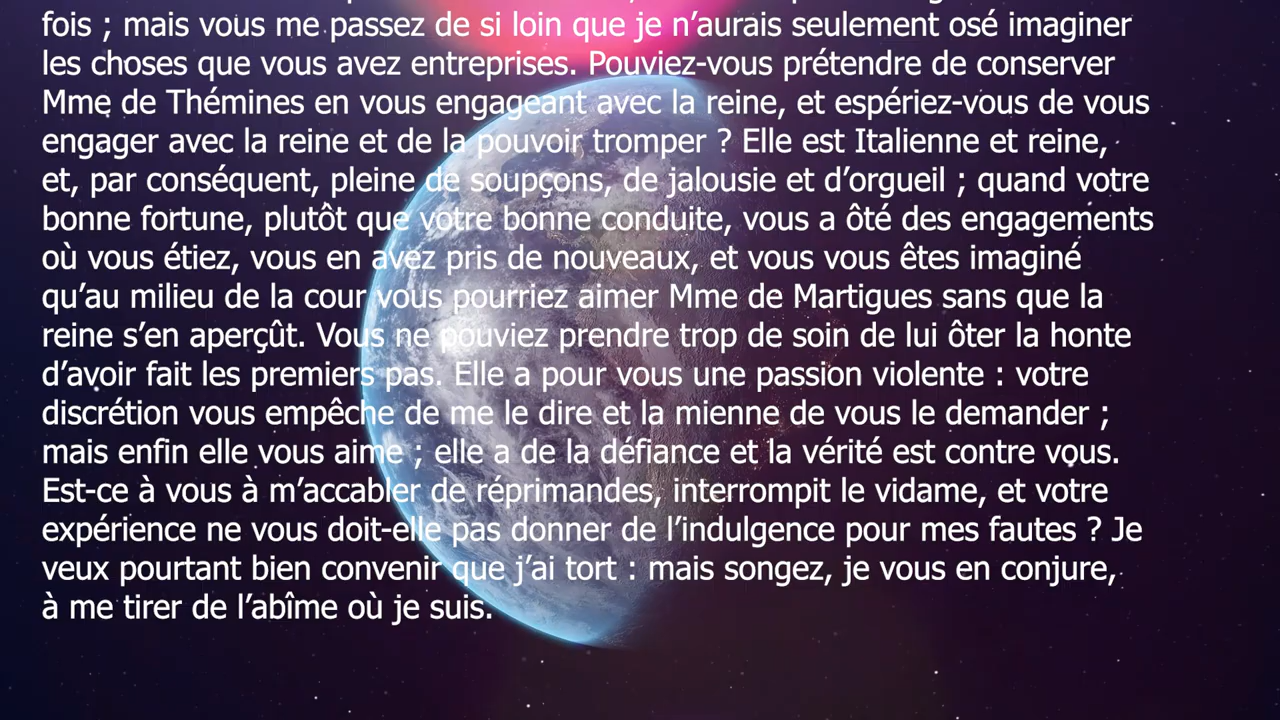 fois ; mais vous me passez de si loin que je n’aurais seulement osé imaginer
les choses que vous avez entreprises. Pouviez-vous prétendre de conserver
Mme de Thémines en vous engageant avec la reine, et espériez-vous de vous
engager avec la reine et de la pouvoir tromper ? Elle est Italienne et reine,
et, par conséquent, pleine de soupçons, de jalousie et d’orgueil ; quand votre
bonne fortune, plutôt que votre bonne conduite, vous a ôté des engagements
où vous étiez, vous en avez pris de nouveaux, et vous vous êtes imaginé
qu’au milieu de la cour vous pourriez aimer Mme de Martigues sans que la
reine s’en aperçût. Vous ne pouviez prendre trop de soin de lui ôter la honte
d’avoir fait les premiers pas. Elle a pour vous une passion violente : votre
discrétion vous empêche de me le dire et la mienne de vous le demander ;
mais enfin elle vous aime ; elle a de la défiance et la vérité est contre vous.
Est-ce à vous à m’accabler de réprimandes, interrompit le vidame, et votre
expérience ne vous doit-elle pas donner de l’indulgence pour mes fautes ? Je
veux pourtant bien convenir que j’ai tort : mais songez, je vous en conjure,
à me tirer de l’abîme où je suis.